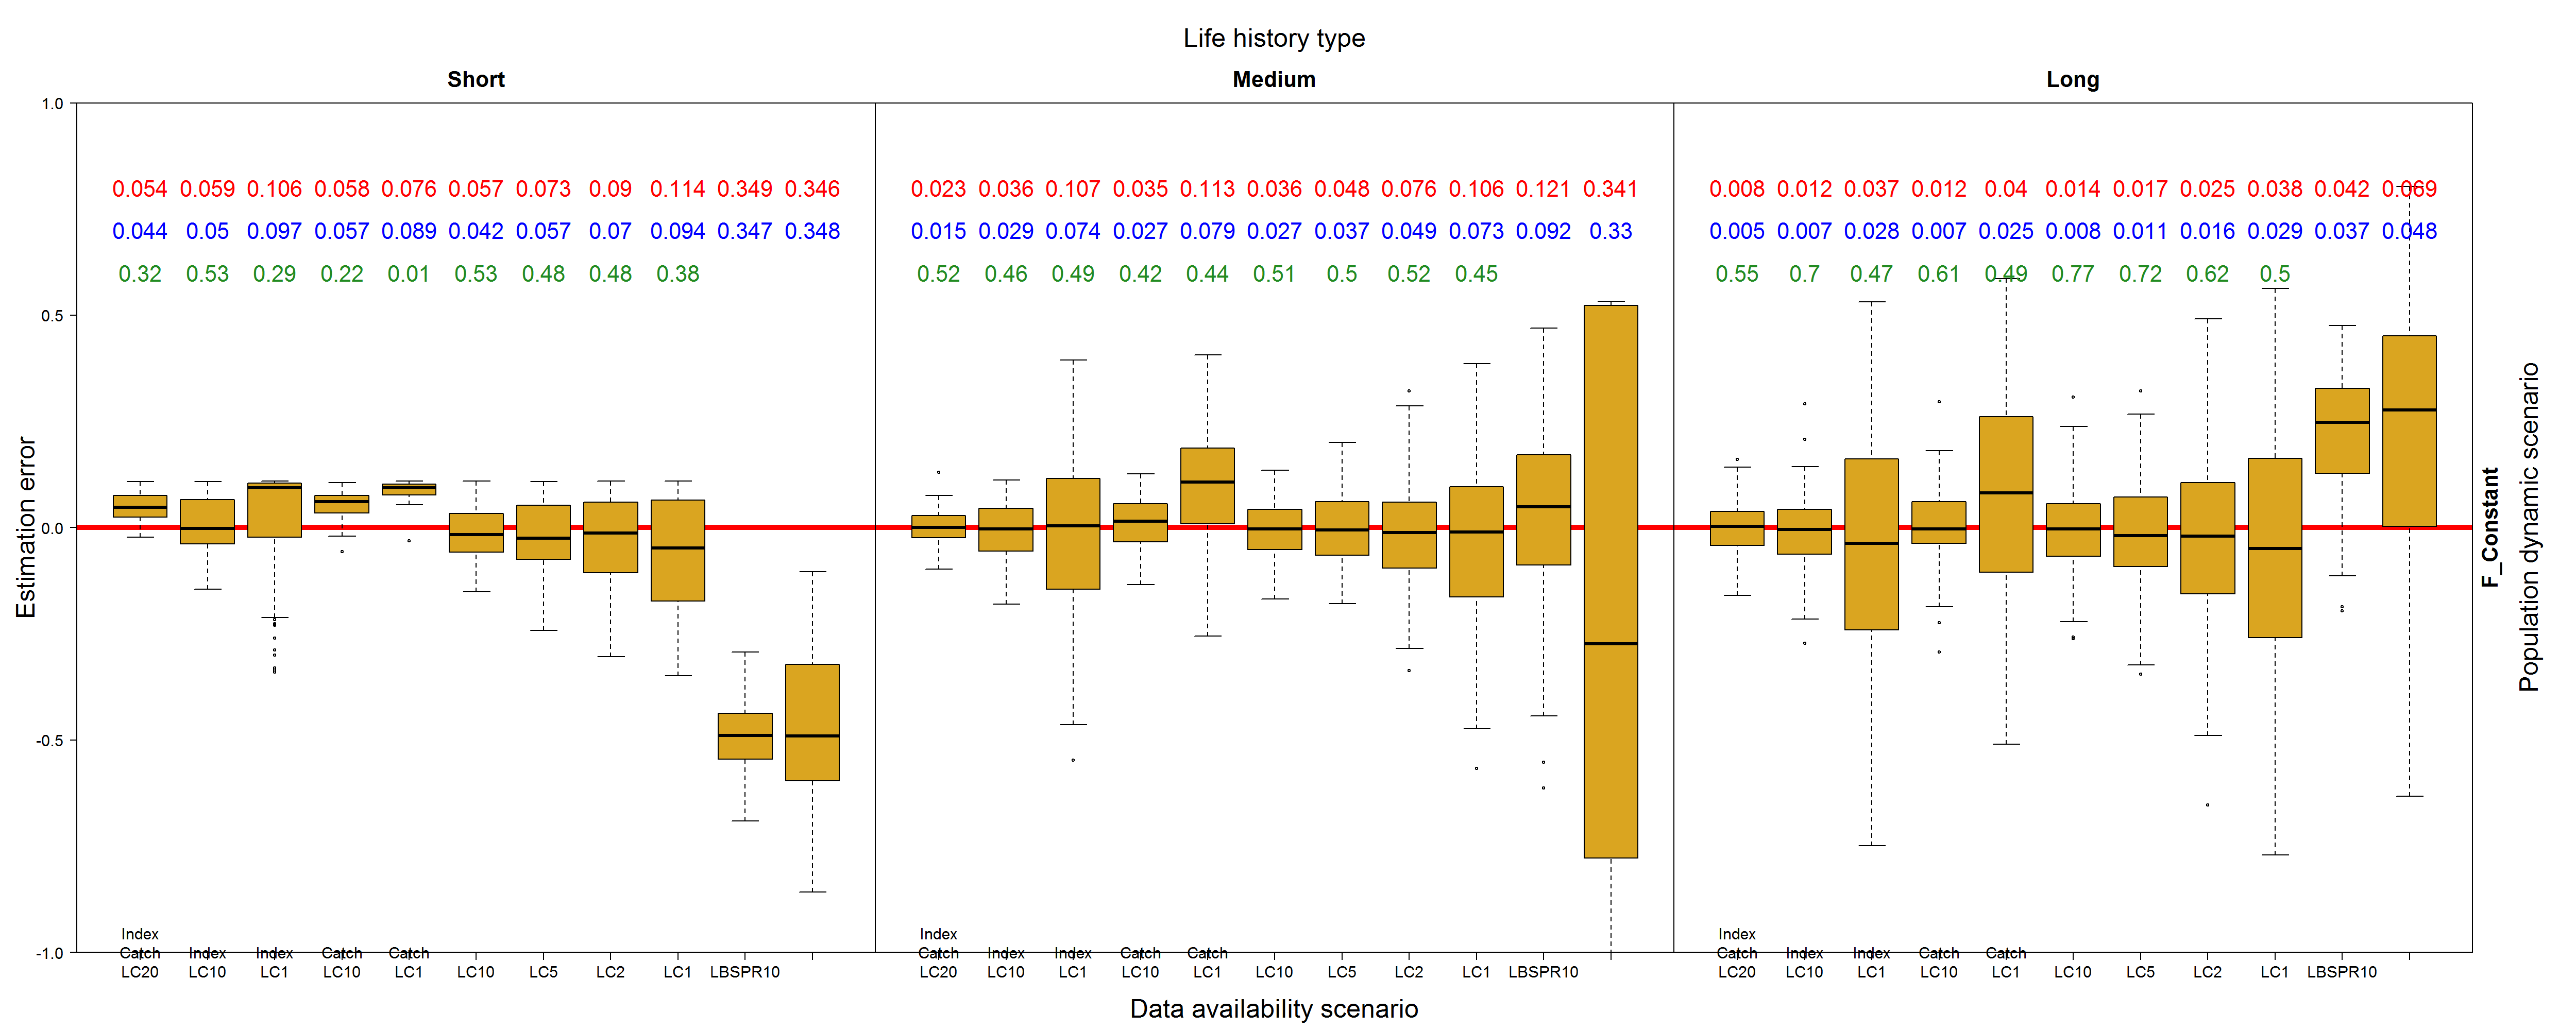 Life history type
Short Medium Long
1.0
0.054 0.059 0.106 0.058 0.076 0.057 0.073 0.09 0.114 0.349 0.346 0.023 0.036 0.107 0.035 0.113 0.036 0.048 0.076 0.106 0.121 0.341 0.008 0.012 0.037 0.012 0.04 0.014 0.017 0.025 0.038 0.042 0.069
0.044 0.05 0.097 0.057 0.089 0.042 0.057 0.07 0.094 0.347 0.348 0.015 0.029 0.074 0.027 0.079 0.027 0.037 0.049 0.073 0.092 0.33 0.005 0.007 0.028 0.007 0.025 0.008 0.011 0.016 0.029 0.037 0.048
0.32 0.53 0.29 0.22 0.01 0.53 0.48 0.48 0.38 0.52 0.46 0.49 0.42 0.44 0.51 0.5 0.52 0.45 0.55 0.7 0.47 0.61 0.49 0.77 0.72 0.62 0.5
0.5
0.0
-0.5
-1.0
Estimation error
F_Constant
Population dynamic scenario
Index Index Index
Catch Index Index Catch Catch Catch Index Index Catch Catch Catch Index Index Catch Catch
LC20 LC10 LC1 LC10 LC1 LC10 LC5 LC2 LC1 LBSPR10 LC20 LC10 LC1 LC10 LC1 LC10 LC5 LC2 LC1 LBSPR10 LC20 LC10 LC1 LC10 LC1 LC10 LC5 LC2 LC1 LBSPR10
Data availability scenario